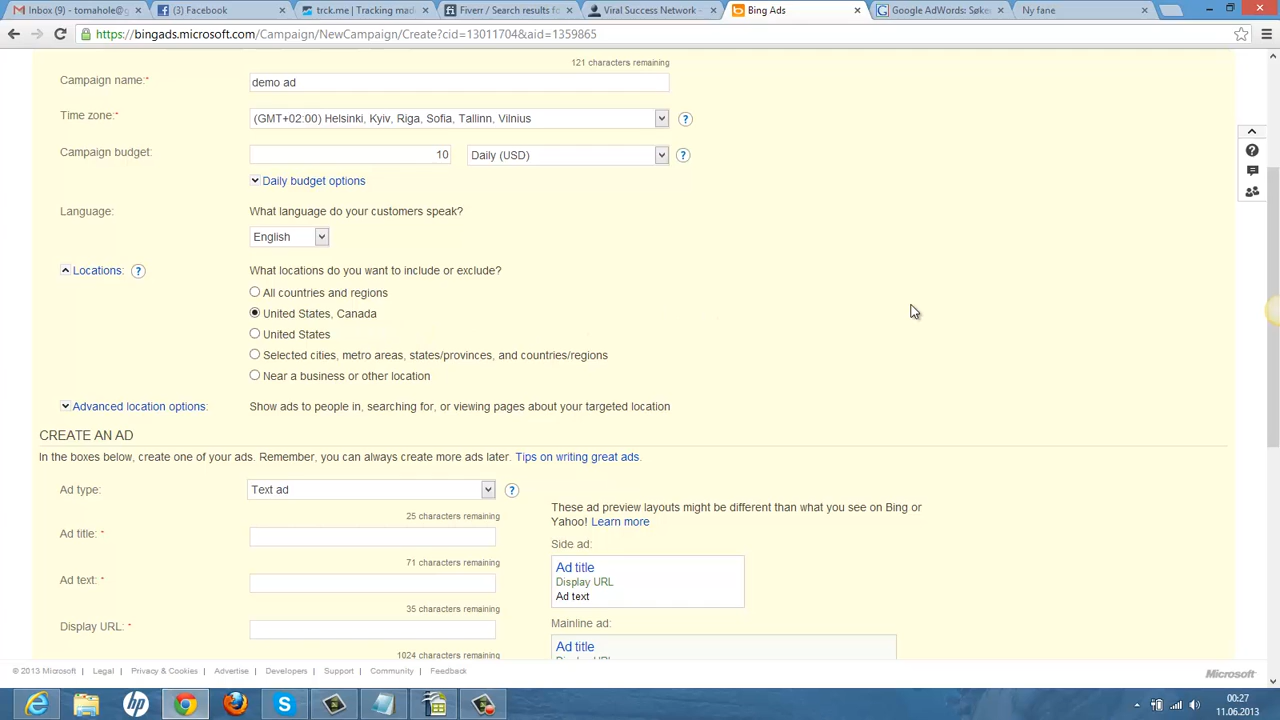 Inbox (90) - tomahole@g
(3) Facebook
trck.me | Tracking mad
Fiverr / Search results fo
Viral Success Network -
Bing Ads
Google AdWords: Søke
Ny fane
https://bingads.microsoft.com/Campaign/NewCampaign/Create?cid=13011704&aid=1359865
121 characters remaining
Campaign name:* demo ad
Time zone:* (GMT+02:00) Helsinki, Kyiv, Riga, Sofia, Tallinn, Vilnius
Campaign budget: 10 Daily (USD)
Daily budget options
Language: What language do your customers speak?
English
Locations: What locations do you want to include or exclude?
All countries and regions
United States, Canada
United States
Selected cities, metro areas, states/provinces, and countries/regions
Near a business or other location
Advanced location options: Show ads to people in, searching for, or viewing pages about your targeted location
CREATE AN AD
In the boxes below, create one of your ads. Remember, you can always create more ads later. Tips on writing great ads.
Ad type: Text ad
25 characters remaining
Ad title: *
71 characters remaining
Ad text: *
35 characters remaining
Display URL: *
1024 characters remaining
These ad preview layouts might be different than what you see on Bing or
Yahoo! Learn more
Side ad:
Ad title
Display URL
Ad text
Mainline ad:
Ad title
© 2013 Microsoft | Legal | Privacy & Cookies | Advertise | Developers | Support | Community | Feedback
Microsoft
00:27
11.06.2013